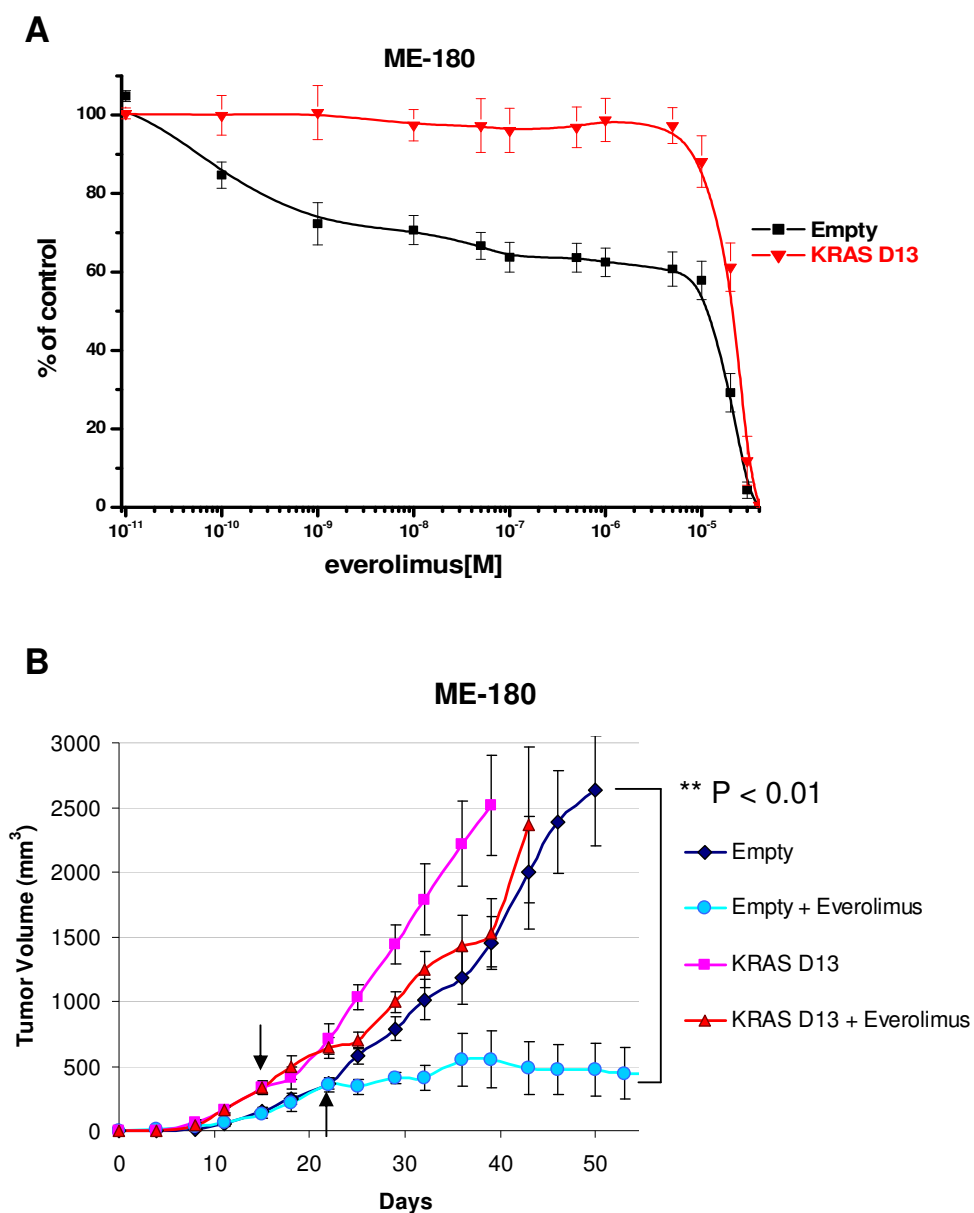 A
ME-180
% of control
100
80
60
40
20
0
10⁻¹¹ 10⁻¹⁰ 10⁻⁹ 10⁻⁸ 10⁻⁷ 10⁻⁶ 10⁻⁵
everolimus[M]
Empty
KRAS D13
B
ME-180
Tumor Volume (mm³)
3000
2500
2000
1500
1000
500
0
0 10 20 30 40 50
Days
** P < 0.01
Empty
Empty + Everolimus
KRAS D13
KRAS D13 + Everolimus